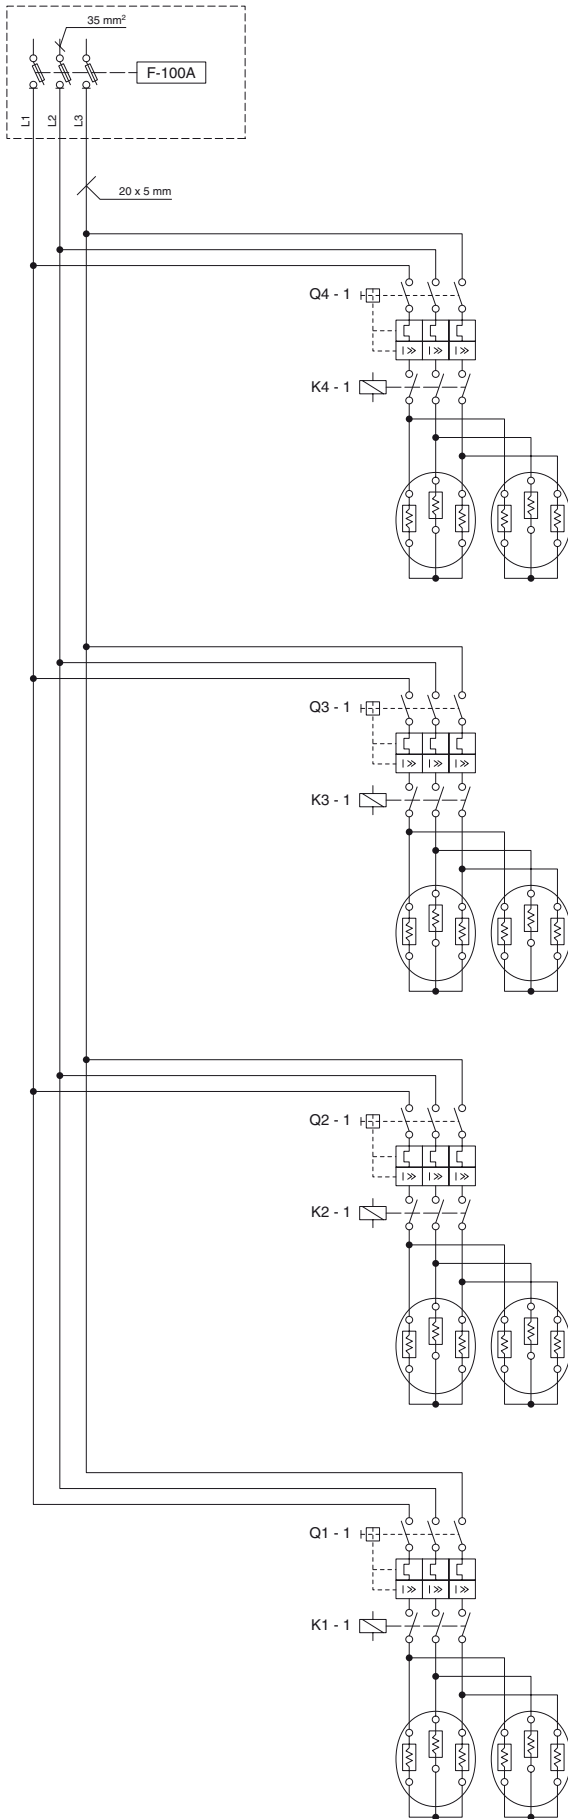 35 mm²
F-100A
L1 L2 L3
20 x 5 mm
Q4 - 1
I>> I>> I>>
K4 - 1
Q3 - 1
I>> I>> I>>
K3 - 1
Q2 - 1
I>> I>> I>>
K2 - 1
Q1 - 1
I>> I>> I>>
K1 - 1